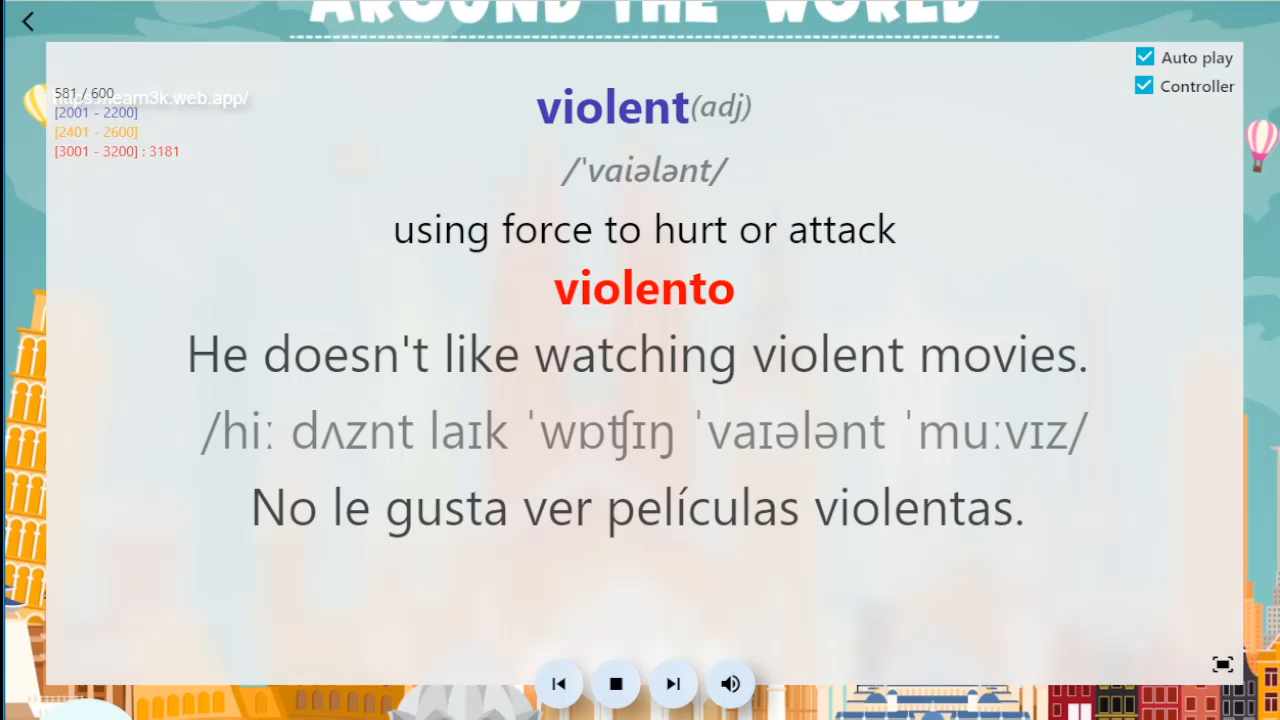 AROUND THE WORLD
Auto play
Controller
581 / 600
https://learn3k.web.app/
[2001 - 2200]
[2401 - 2600]
[3001 - 3200] : 3181
violent(adj)
/'vaiələnt/
using force to hurt or attack
violento
He doesn't like watching violent movies.
/hiː dʌznt laɪk ˈwɒʧɪŋ ˈvaɪələnt ˈmuːvɪz/
No le gusta ver películas violentas.